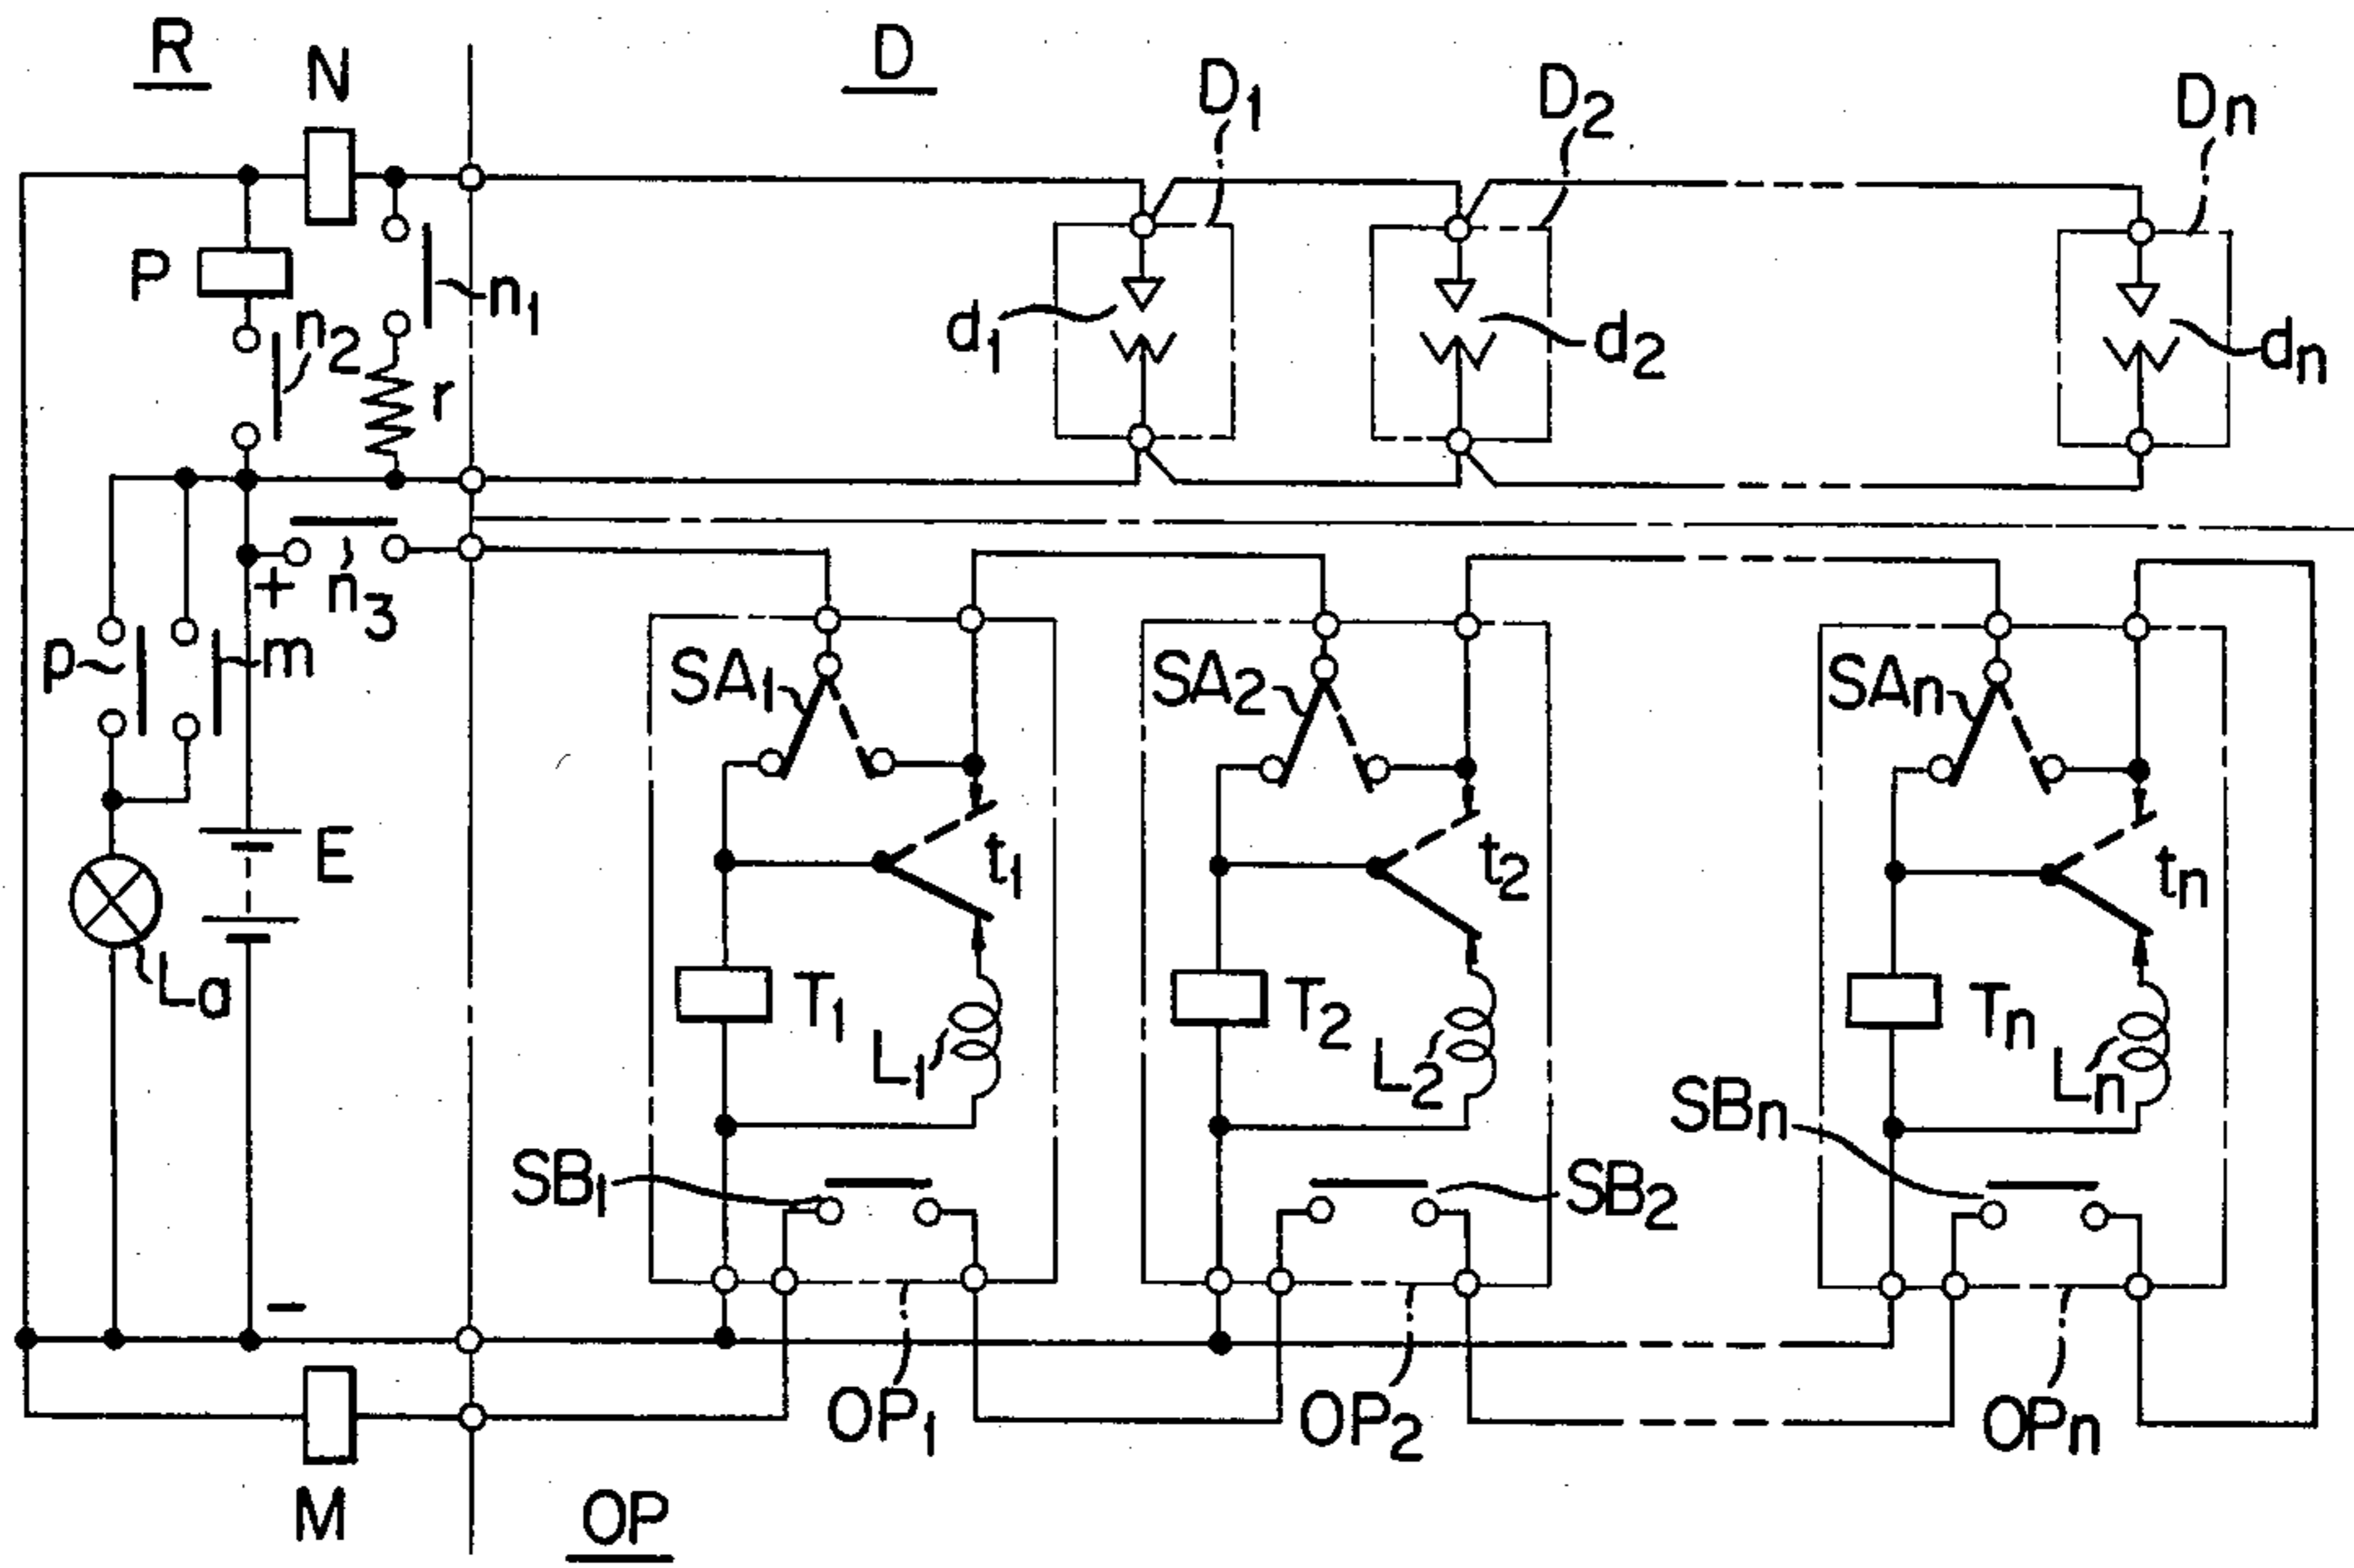 R
N
D
D1
D2
Dn
P
n2
n1
r
d1
d2
dn
+
n3
p
m
SA1
SA2
SAn
E
t1
t2
tn
La
T1
L1
T2
L2
Tn
Ln
SB1
SB2
SBn
-
OP1
OP2
OPn
M
OP